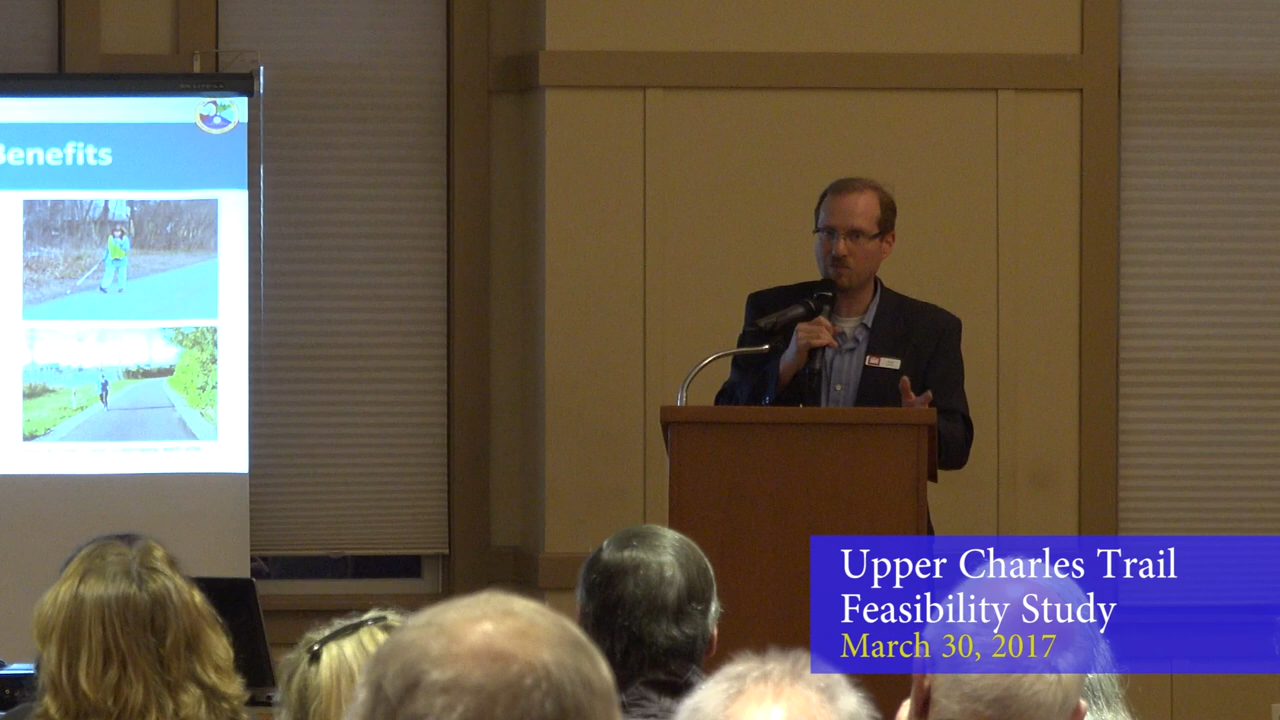 Benefits
Upper Charles Trail
Feasibility Study
March 30, 2017